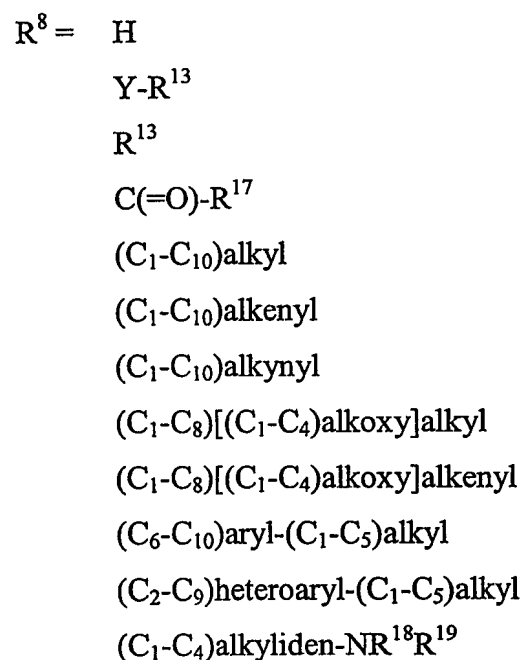 R⁸ = H
Y-R¹³
R¹³
C(=O)-R¹⁷
(C₁-C₁₀)alkyl
(C₁-C₁₀)alkenyl
(C₁-C₁₀)alkynyl
(C₁-C₈)[(C₁-C₄)alkoxy]alkyl
(C₁-C₈)[(C₁-C₄)alkoxy]alkenyl
(C₆-C₁₀)aryl-(C₁-C₅)alkyl
(C₂-C₉)heteroaryl-(C₁-C₅)alkyl
(C₁-C₄)alkyliden-NR¹⁸R¹⁹